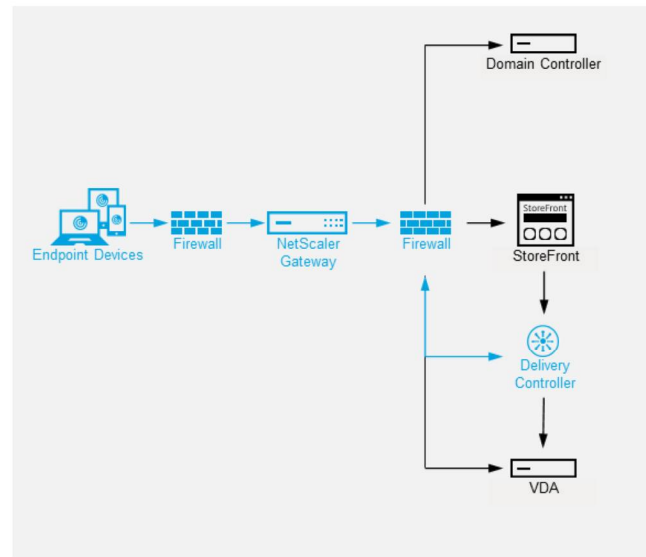 Domain Controller
StoreFront
Endpoint Devices
Firewall
NetScaler
Gateway
Firewall
StoreFront
Delivery
Controller
VDA